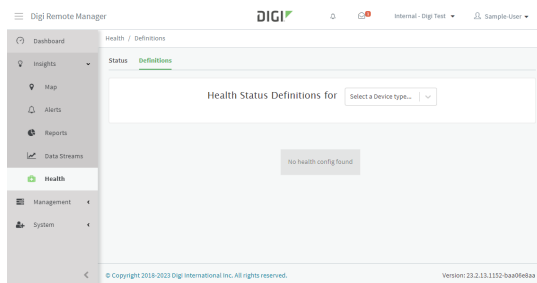 Digi Remote Manager
DIGI
Internal - Digi Test
Sample-User
Dashboard
Insights
Map
Alerts
Reports
Data Streams
Health
Management
System
Health / Definitions
Status Definitions
Health Status Definitions for Select a Device type...
No health config found
© Copyright 2018-2023 Digi International Inc. All rights reserved.
Version: 23.2.13.1152-baa06e8aa